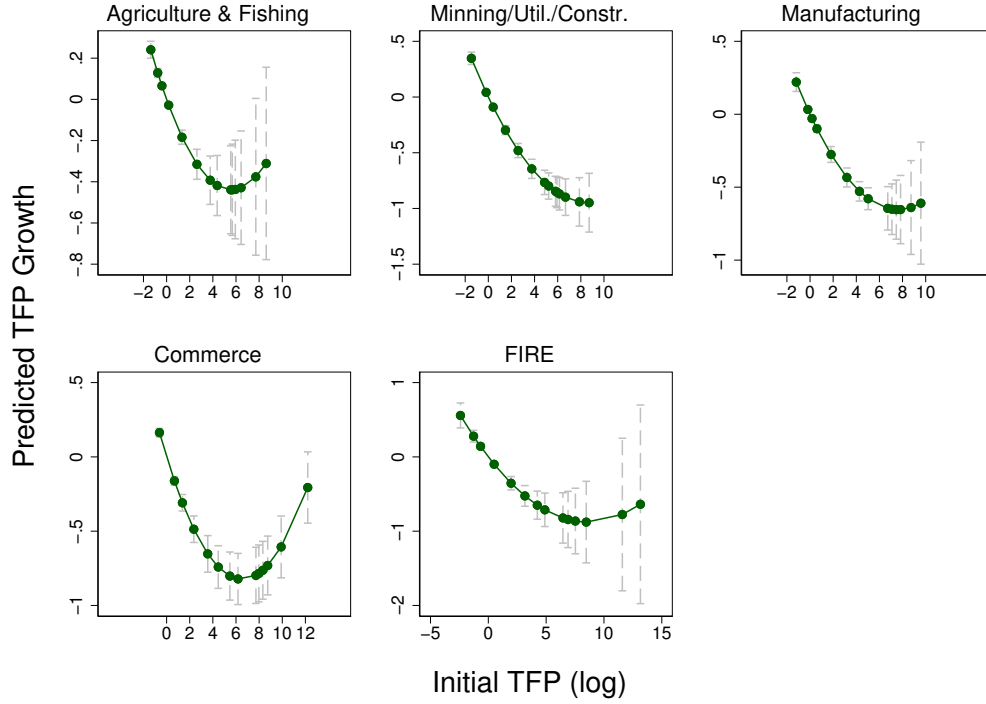 Agriculture & Fishing
Minning/Util./Constr.
Manufacturing
.2
0
-.2
-.4
-.6
-.8
−2 0 2 4 6 8 10
.5
0
-.5
-1
-1.5
−2 0 2 4 6 8 10
.5
0
-.5
-1
−2 0 2 4 6 8 10
Predicted TFP Growth
Commerce
FIRE
.5
0
-.5
-1
0 2 4 6 8 10 12
1
0
-1
-2
−5 0 5 10 15
Initial TFP (log)